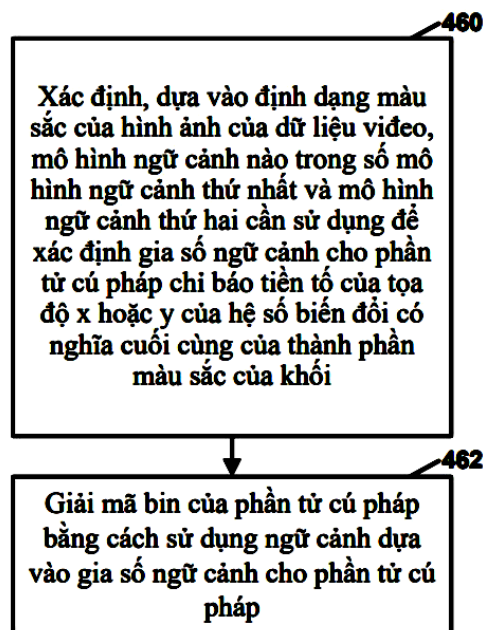 460
Xác định, dựa vào định dạng màu
sắc của hình ảnh của dữ liệu viđeo,
mô hình ngữ cảnh nào trong số mô
hình ngữ cảnh thứ nhất và mô hình
ngữ cảnh thứ hai cần sử dụng để
xác định gia số ngữ cảnh cho phần
tử cú pháp chỉ báo tiền tố của tọa
độ x hoặc y của hệ số biến đổi có
nghĩa cuối cùng của thành phần
màu sắc của khối
462
Giải mã bin của phần tử cú pháp
bằng cách sử dụng ngữ cảnh dựa
vào gia số ngữ cảnh cho phần tử cú
pháp